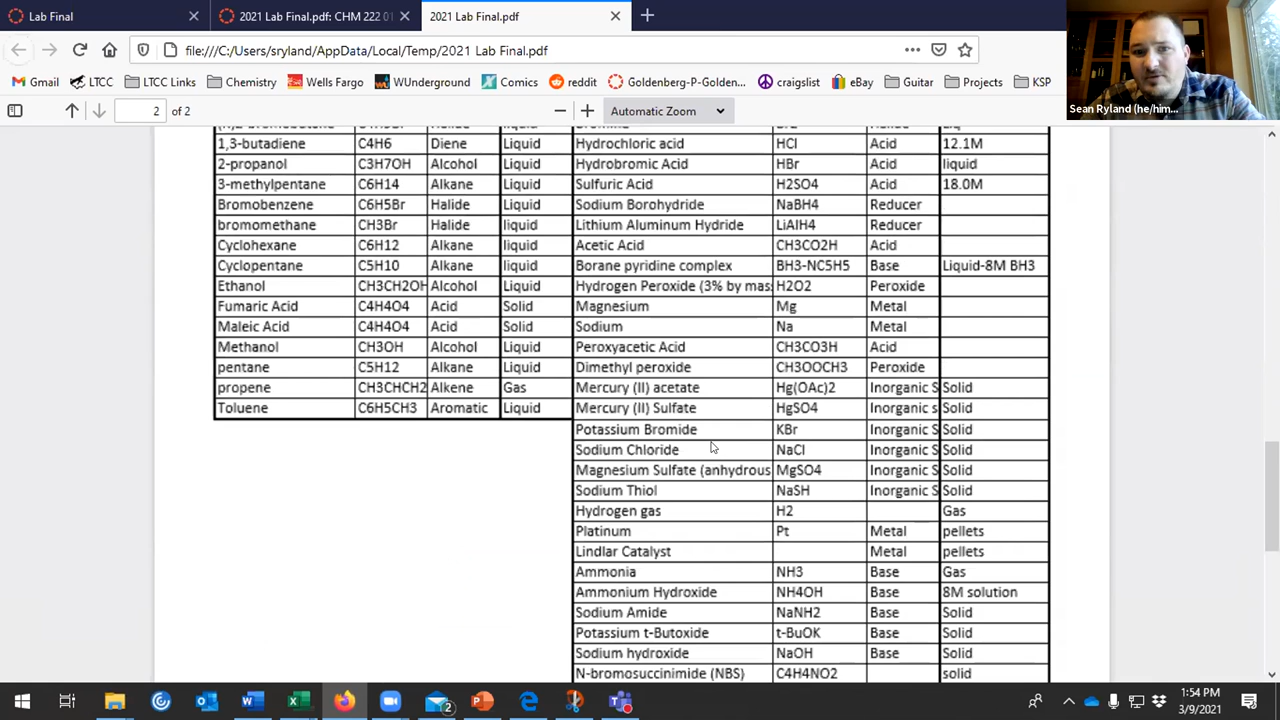 Lab Final
2021 Lab Final.pdf: CHM 222 01
2021 Lab Final.pdf
file:///C:/Users/sryland/AppData/Local/Temp/2021 Lab Final.pdf
Gmail LTCC LTCC Links Chemistry Wells Fargo WUnderground Comics reddit Goldenberg-P-Golden... craigslist eBay Guitar Projects KSP
Sean Ryland (he/him...
2 of 2 Automatic Zoom
1,3-butadiene C4H6 Diene Liquid Hydrochloric acid HCl Acid 12.1M
2-propanol C3H7OH Alcohol Liquid Hydrobromic Acid HBr Acid liquid
3-methylpentane C6H14 Alkane Liquid Sulfuric Acid H2SO4 Acid 18.0M
Bromobenzene C6H5Br Halide Liquid Sodium Borohydride NaBH4 Reducer
bromomethane CH3Br Halide liquid Lithium Aluminum Hydride LiAlH4 Reducer
Cyclohexane C6H12 Alkane Liquid Acetic Acid CH3CO2H Acid
Cyclopentane C5H10 Alkane liquid Borane pyridine complex BH3-NC5H5 Base Liquid-8M BH3
Ethanol CH3CH2OH Alcohol Liquid Hydrogen Peroxide (3% by mass H2O2 Peroxide
Fumaric Acid C4H4O4 Acid Solid Magnesium Mg Metal
Maleic Acid C4H4O4 Acid Solid Sodium Na Metal
Methanol CH3OH Alcohol Liquid Peroxyacetic Acid CH3CO3H Acid
pentane C5H12 Alkane Liquid Dimethyl peroxide CH3OOCH3 Peroxide
propene CH3CHCH2 Alkene Gas Mercury (II) acetate Hg(OAc)2 Inorganic S Solid
Toluene C6H5CH3 Aromatic Liquid Mercury (II) Sulfate HgSO4 Inorganic S Solid
Potassium Bromide KBr Inorganic S Solid
Sodium Chloride NaCl Inorganic S Solid
Magnesium Sulfate (anhydrous MgSO4 Inorganic S Solid
Sodium Thiol NaSH Inorganic S Solid
Hydrogen gas H2 Gas
Platinum Pt Metal pellets
Lindlar Catalyst Metal pellets
Ammonia NH3 Base Gas
Ammonium Hydroxide NH4OH Base 8M solution
Sodium Amide NaNH2 Base Solid
Potassium t-Butoxide t-BuOK Base Solid
Sodium hydroxide NaOH Base Solid
N-bromosuccinimide (NBS) C4H4NO2 solid
2
1:54 PM
3/9/2021